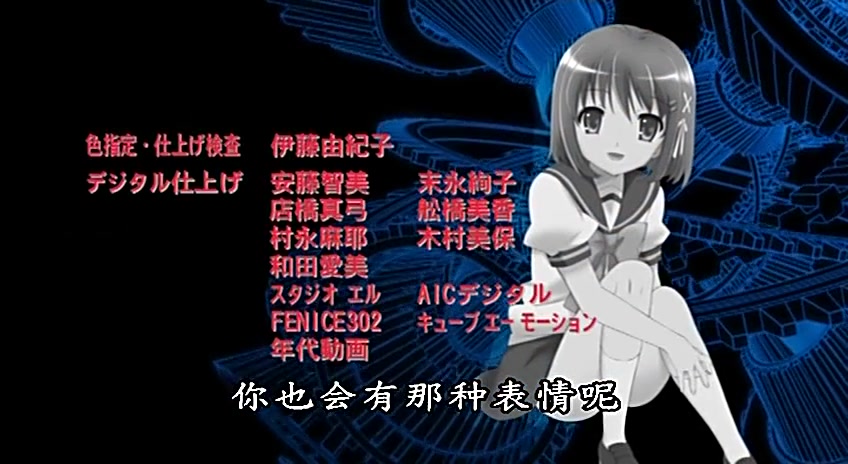 色指定・仕上げ検査 伊藤由紀子
デジタル仕上げ 安藤智美 末永絢子
店橋真弓 舩橋美香
村永麻耶 木村美保
和田愛美
スタジオ エル AICデジタル
FENICE302 キューブ エー モーション
年代動画
你也会有那种表情呢